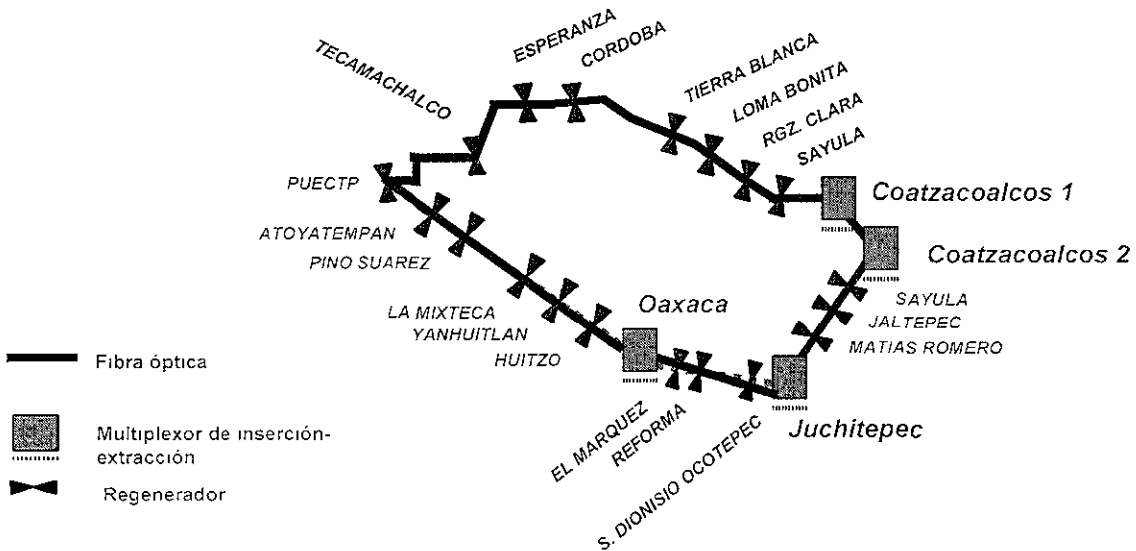 ESPERANZA
CORDOBA
TECAMACHALCO
TIERRA BLANCA
LOMA BONITA
RGZ. CLARA
SAYULA
PUECTP
Coatzacoalcos 1
ATOYATEMPAN
PINO SUAREZ
Coatzacoalcos 2
LA MIXTECA
YANHUITLAN
HUITZO
Oaxaca
SAYULA
JALTEPEC
MATIAS ROMERO
Fibra óptica
EL MARQUEZ
REFORMA
S. DIONISIO OCOTEPEC
Juchitepec
Multiplexor de inserción-
extracción
Regenerador